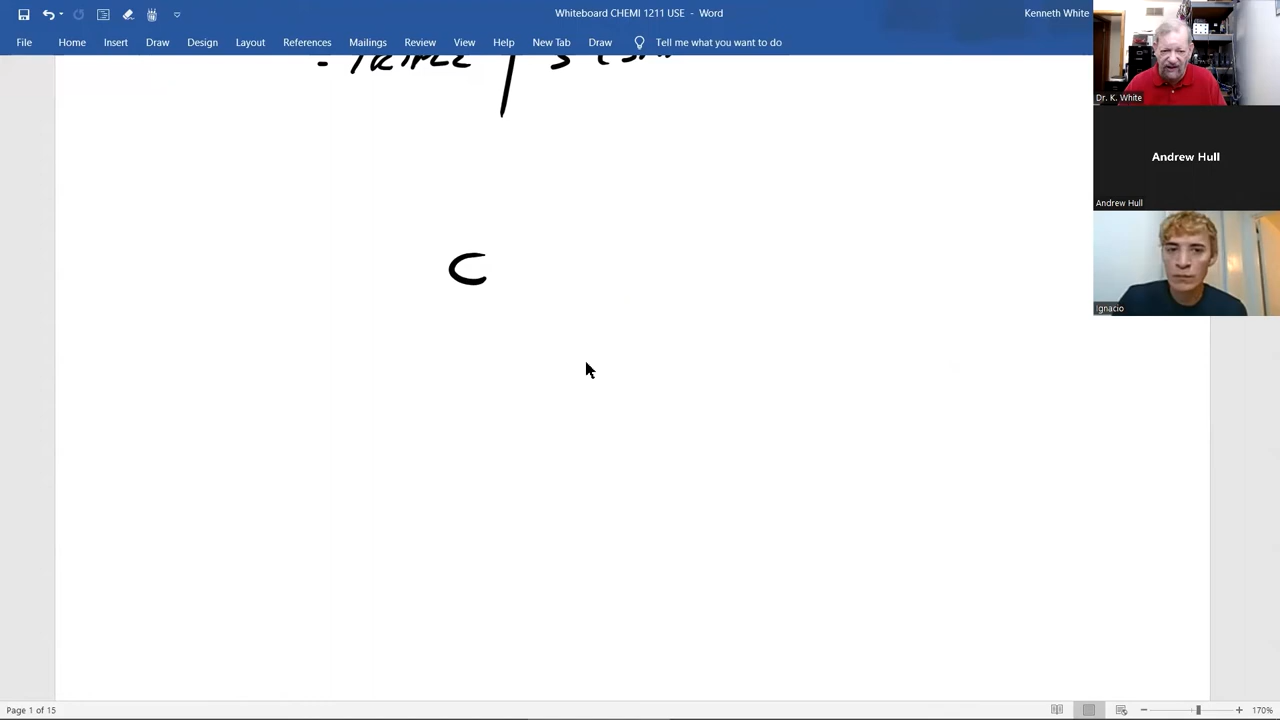 Whiteboard CHEMI 1211 USE - Word
Kenneth White
File Home Insert Draw Design Layout References Mailings Review View Help New Tab Draw Tell me what you want to do
- TRIPLE
Dr. K. White
Andrew Hull
Andrew Hull
C
Ignacio
Page 1 of 15
170%